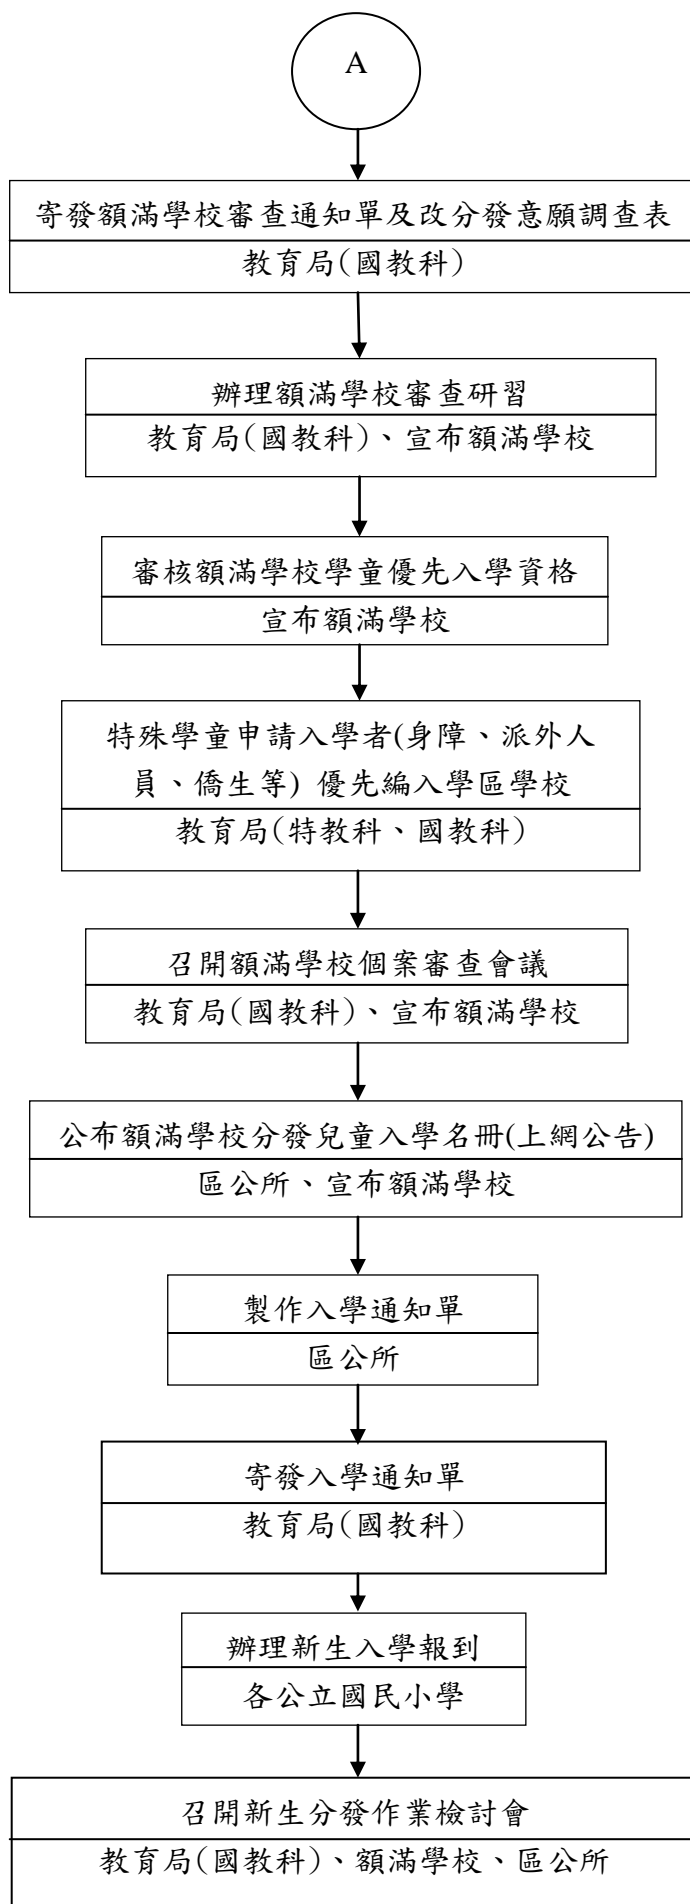 A
寄發額滿學校審查通知單及改分發意願調查表
教育局(國教科)
辦理額滿學校審查研習
教育局(國教科)、宣布額滿學校
審核額滿學校學童優先入學資格
宣布額滿學校
特殊學童申請入學者(身障、派外人
員、僑生等) 優先編入學區學校
教育局(特教科、國教科)
召開額滿學校個案審查會議
教育局(國教科)、宣布額滿學校
公布額滿學校分發兒童入學名冊(上網公告)
區公所、宣布額滿學校
製作入學通知單
區公所
寄發入學通知單
教育局(國教科)
辦理新生入學報到
各公立國民小學
召開新生分發作業檢討會
教育局(國教科)、額滿學校、區公所